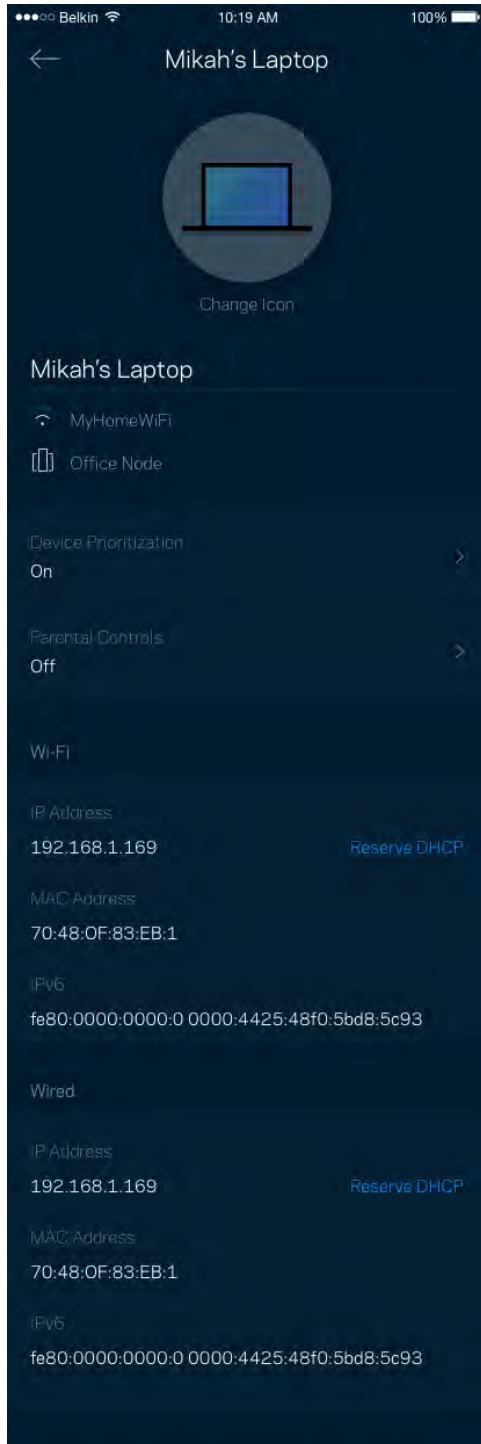 Belkin 10:19 AM 100%
Mikah's Laptop
Change Icon
Mikah's Laptop
MyHomeWiFi
Office Node
Device Prioritization
On
Parental Controls
Off
Wi-Fi
IP Address
192.168.1.169 Reserve DHCP
MAC Address
70:48:0F:83:EB:1
IPv6
fe80:0000:0000:0 0000:4425:48f0:5bd8:5c93
Wired
IP Address
192.168.1.169 Reserve DHCP
MAC Address
70:48:0F:83:EB:1
IPv6
fe80:0000:0000:0 0000:4425:48f0:5bd8:5c93